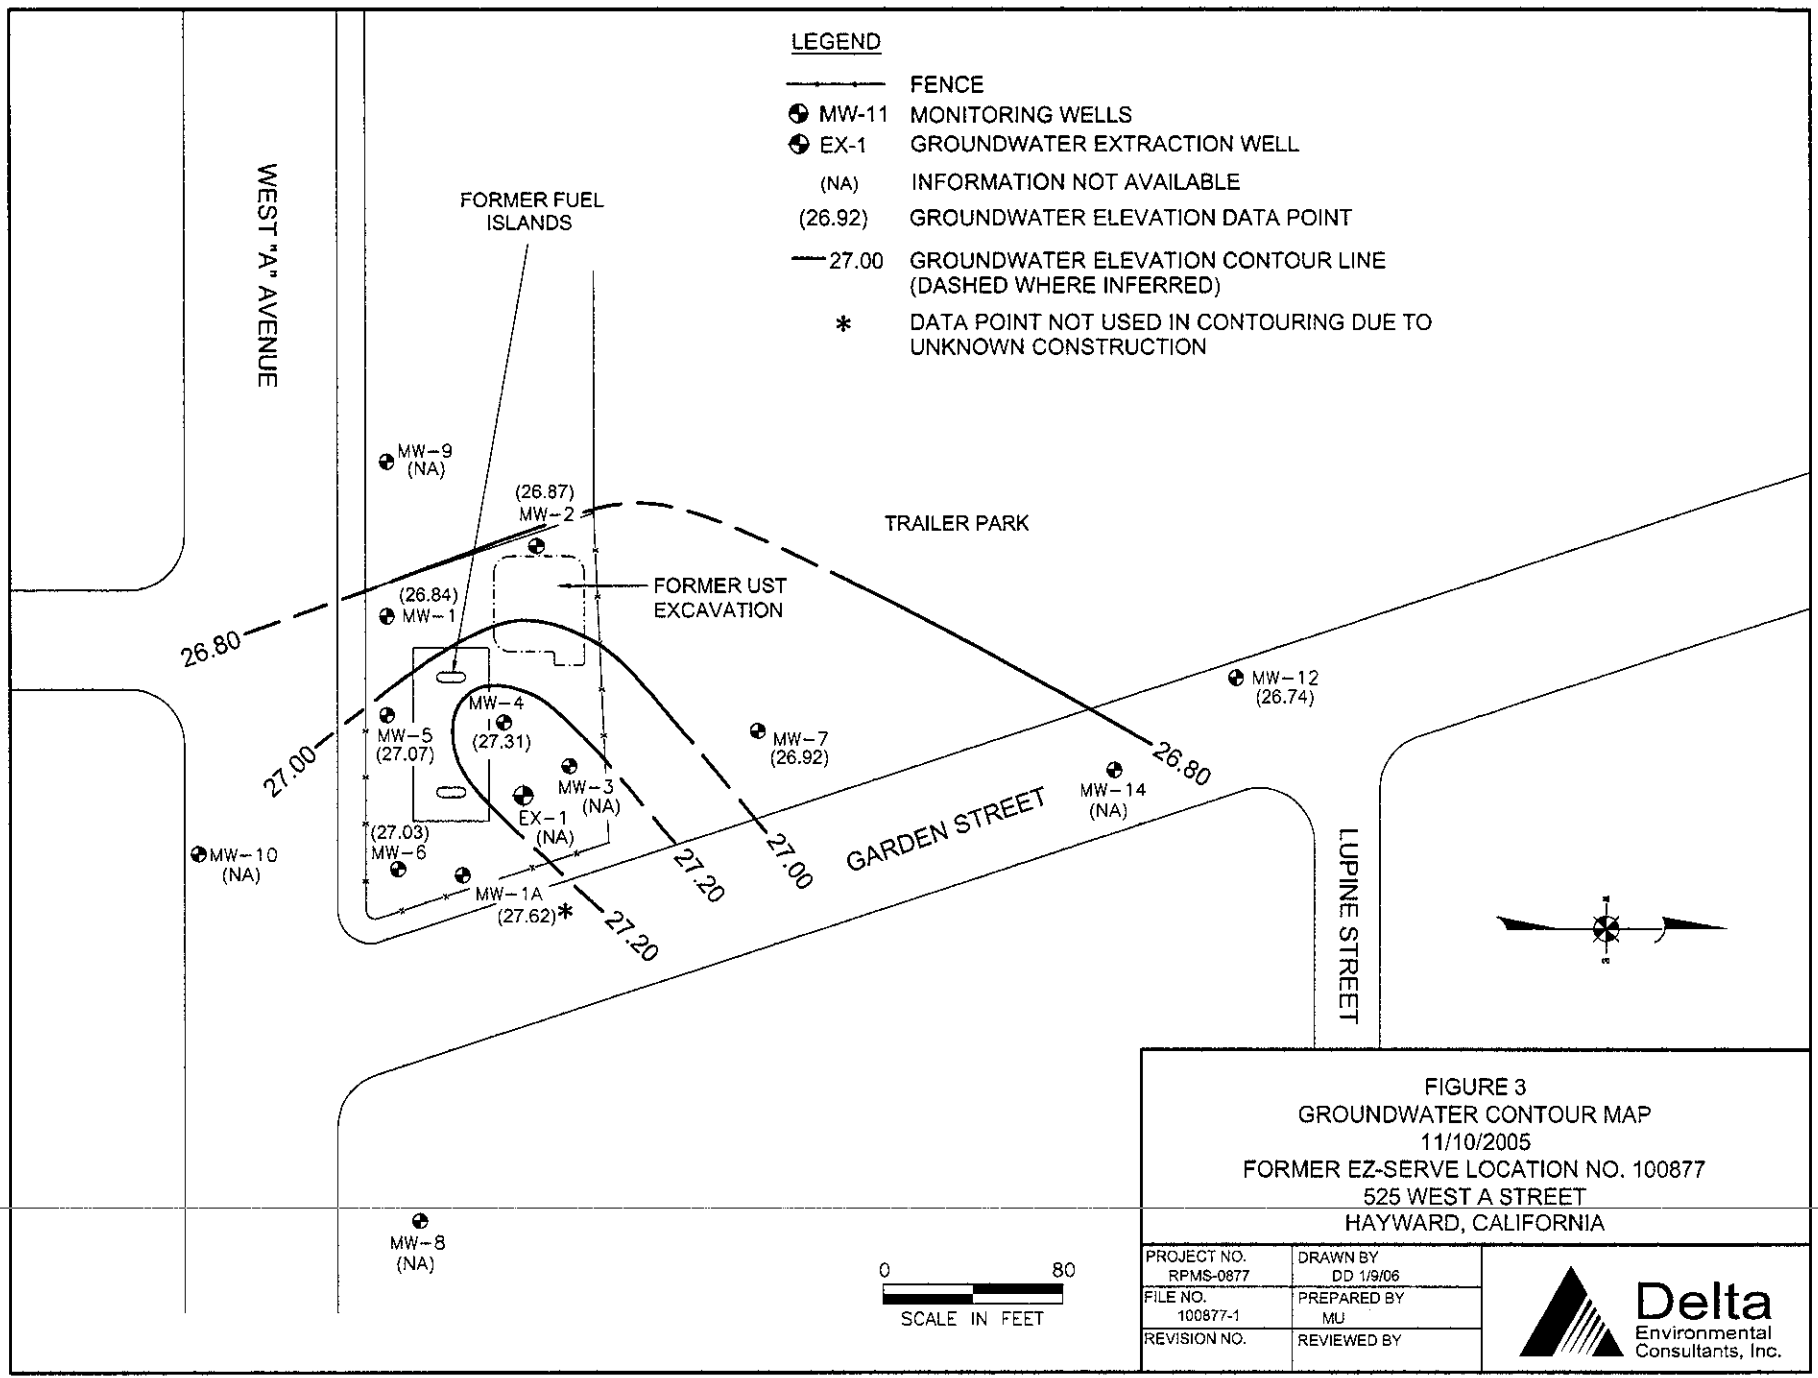 LEGEND
FENCE
MW-11 MONITORING WELLS
EX-1 GROUNDWATER EXTRACTION WELL
(NA) INFORMATION NOT AVAILABLE
(26.92) GROUNDWATER ELEVATION DATA POINT
27.00 GROUNDWATER ELEVATION CONTOUR LINE
(DASHED WHERE INFERRED)
* DATA POINT NOT USED IN CONTOURING DUE TO
UNKNOWN CONSTRUCTION
WEST "A" AVENUE
FORMER FUEL
ISLANDS
MW-9
(NA)
(26.87)
MW-2
TRAILER PARK
FORMER UST
EXCAVATION
(26.84)
MW-1
26.80
MW-12
(26.74)
MW-4
(27.31)
MW-5
(27.07)
27.00
MW-7
(26.92)
26.80
MW-3
(NA)
MW-14
(NA)
EX-1
(NA)
GARDEN STREET
(27.03)
MW-6
MW-10
(NA)
27.20
27.00
MW-1A
(27.62)*
27.20
LUPINE STREET
MW-8
(NA)
0 80
SCALE IN FEET
FIGURE 3
GROUNDWATER CONTOUR MAP
11/10/2005
FORMER EZ-SERVE LOCATION NO. 100877
525 WEST A STREET
HAYWARD, CALIFORNIA
PROJECT NO.
RPMS-0877
DRAWN BY
DD 1/9/06
FILE NO.
100877-1
PREPARED BY
MU
REVISION NO.
REVIEWED BY
Delta
Environmental
Consultants, Inc.